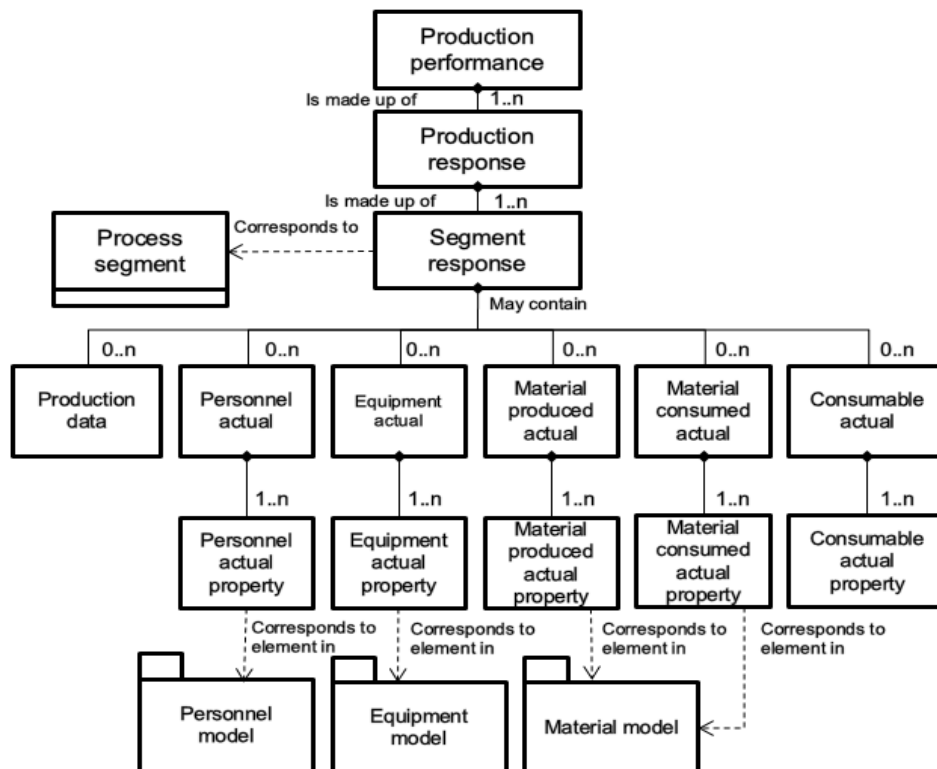 Production
performance
Is made up of
1..n
Production
response
Is made up of
1..n
Process
segment
Corresponds to
Segment
response
May contain
0..n
0..n
0..n
0..n
0..n
0..n
Production
data
Personnel
actual
Equipment
actual
Material
produced
actual
Material
consumed
actual
Consumable
actual
1..n
1..n
1..n
1..n
1..n
Personnel
actual
property
Equipment
actual
property
Material
produced
actual
property
Material
consumed
actual
property
Consumable
actual
property
Corresponds to
element in
Corresponds to
element in
Corresponds to
element in
Corresponds to
element in
Personnel
model
Equipment
model
Material model